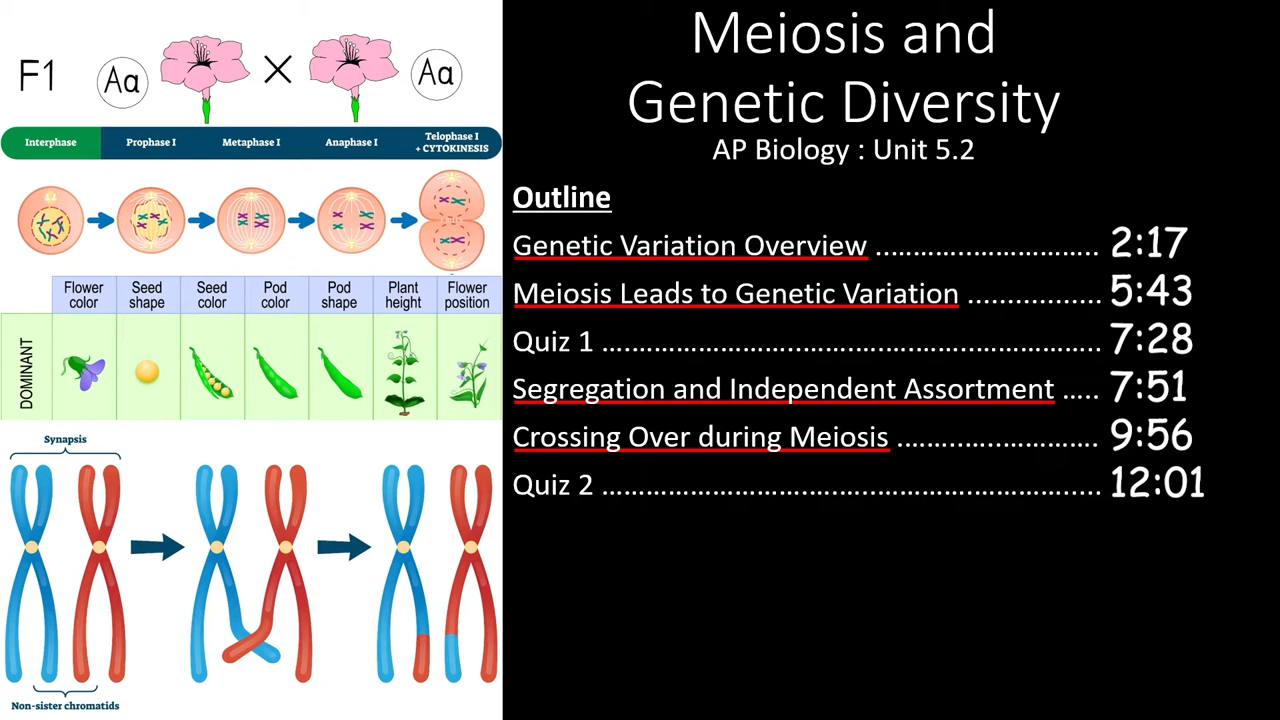 F1
Aa
Aa
Interphase
Prophase I
Metaphase I
Anaphase I
Telophase I
+ CYTOKINESIS
Flower
color
Seed
shape
Seed
color
Pod
color
Pod
shape
Plant
height
Flower
position
DOMINANT
Synapsis
Non-sister chromatids
Meiosis and
Genetic Diversity
AP Biology : Unit 5.2
Outline
Genetic Variation Overview ................................ 2:17
Meiosis Leads to Genetic Variation .................. 5:43
Quiz 1 .................................................................... 7:28
Segregation and Independent Assortment ..... 7:51
Crossing Over during Meiosis ........................... 9:56
Quiz 2 .................................................................... 12:01